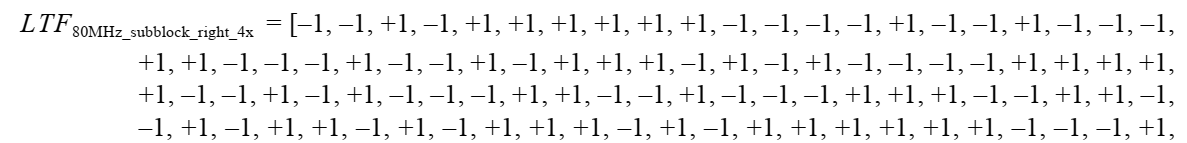 LTF80MHz_subblock_right_4x = [–1, –1, +1, –1, +1, +1, +1, +1, +1, +1, –1, –1, –1, –1, +1, –1, –1, +1, –1, –1, –1,
+1, +1, –1, –1, –1, +1, –1, –1, +1, –1, +1, +1, +1, –1, +1, –1, +1, –1, –1, –1, –1, +1, +1, +1, +1,
+1, –1, –1, +1, –1, +1, –1, –1, –1, +1, +1, –1, –1, +1, –1, –1, –1, +1, +1, +1, –1, –1, +1, +1, –1,
–1, +1, –1, +1, +1, –1, +1, –1, +1, +1, +1, –1, +1, –1, +1, +1, +1, +1, +1, +1, –1, –1, –1, +1,